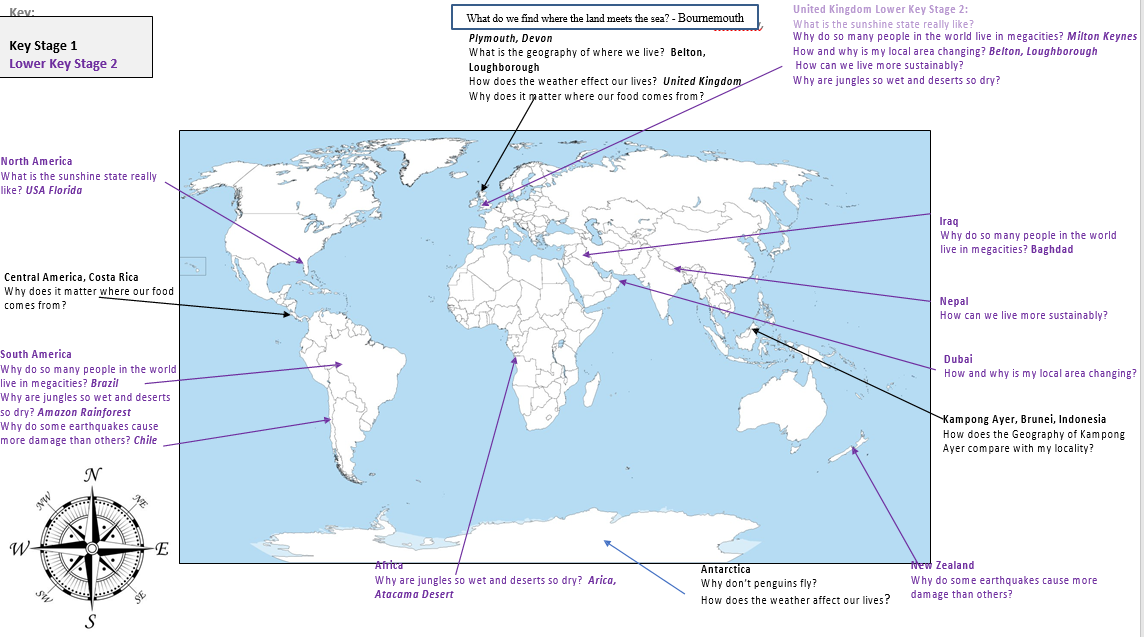 Key:
Key Stage 1
Lower Key Stage 2
What do we find where the land meets the sea? - Bournemouth
Plymouth, Devon
What is the geography of where we live? Belton,
Loughborough
How does the weather effect our lives? United Kingdom
Why does it matter where our food comes from?
United Kingdom Lower Key Stage 2:
What is the sunshine state really like?
Why do so many people in the world live in megacities? Milton Keynes
How and why is my local area changing? Belton, Loughborough
How can we live more sustainably?
Why are jungles so wet and deserts so dry?
North America
What is the sunshine state really
like? USA Florida
Central America, Costa Rica
Why does it matter where our food
comes from?
South America
Why do so many people in the world
live in megacities? Brazil
Why are jungles so wet and deserts
so dry? Amazon Rainforest
Why do some earthquakes cause
more damage than others? Chile
Iraq
Why do so many people in the world
live in megacities? Baghdad
Nepal
How can we live more sustainably?
Dubai
How and why is my local area changing?
Kampong Ayer, Brunei, Indonesia
How does the Geography of Kampong
Ayer compare with my locality?
N
NW
NE
W
E
SW
SE
S
Africa
Why are jungles so wet and deserts so dry? Arica,
Atacama Desert
Antarctica
Why don't penguins fly?
How does the weather affect our lives?
New Zealand
Why do some earthquakes cause more
damage than others?